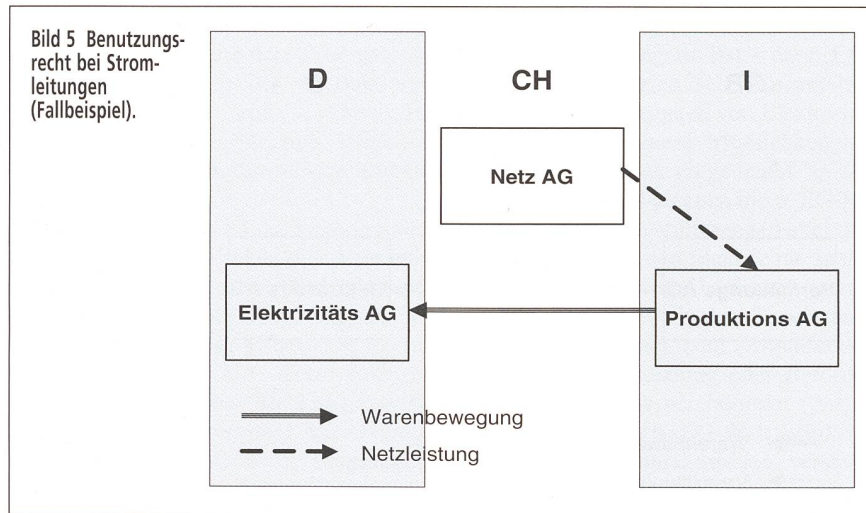 Bild 5 Benutzungs-
recht bei Strom-
leitungen
(Fallbeispiel).
D
CH
I
Netz AG
Elektrizitäts AG
Produktions AG
Warenbewegung
Netzleistung